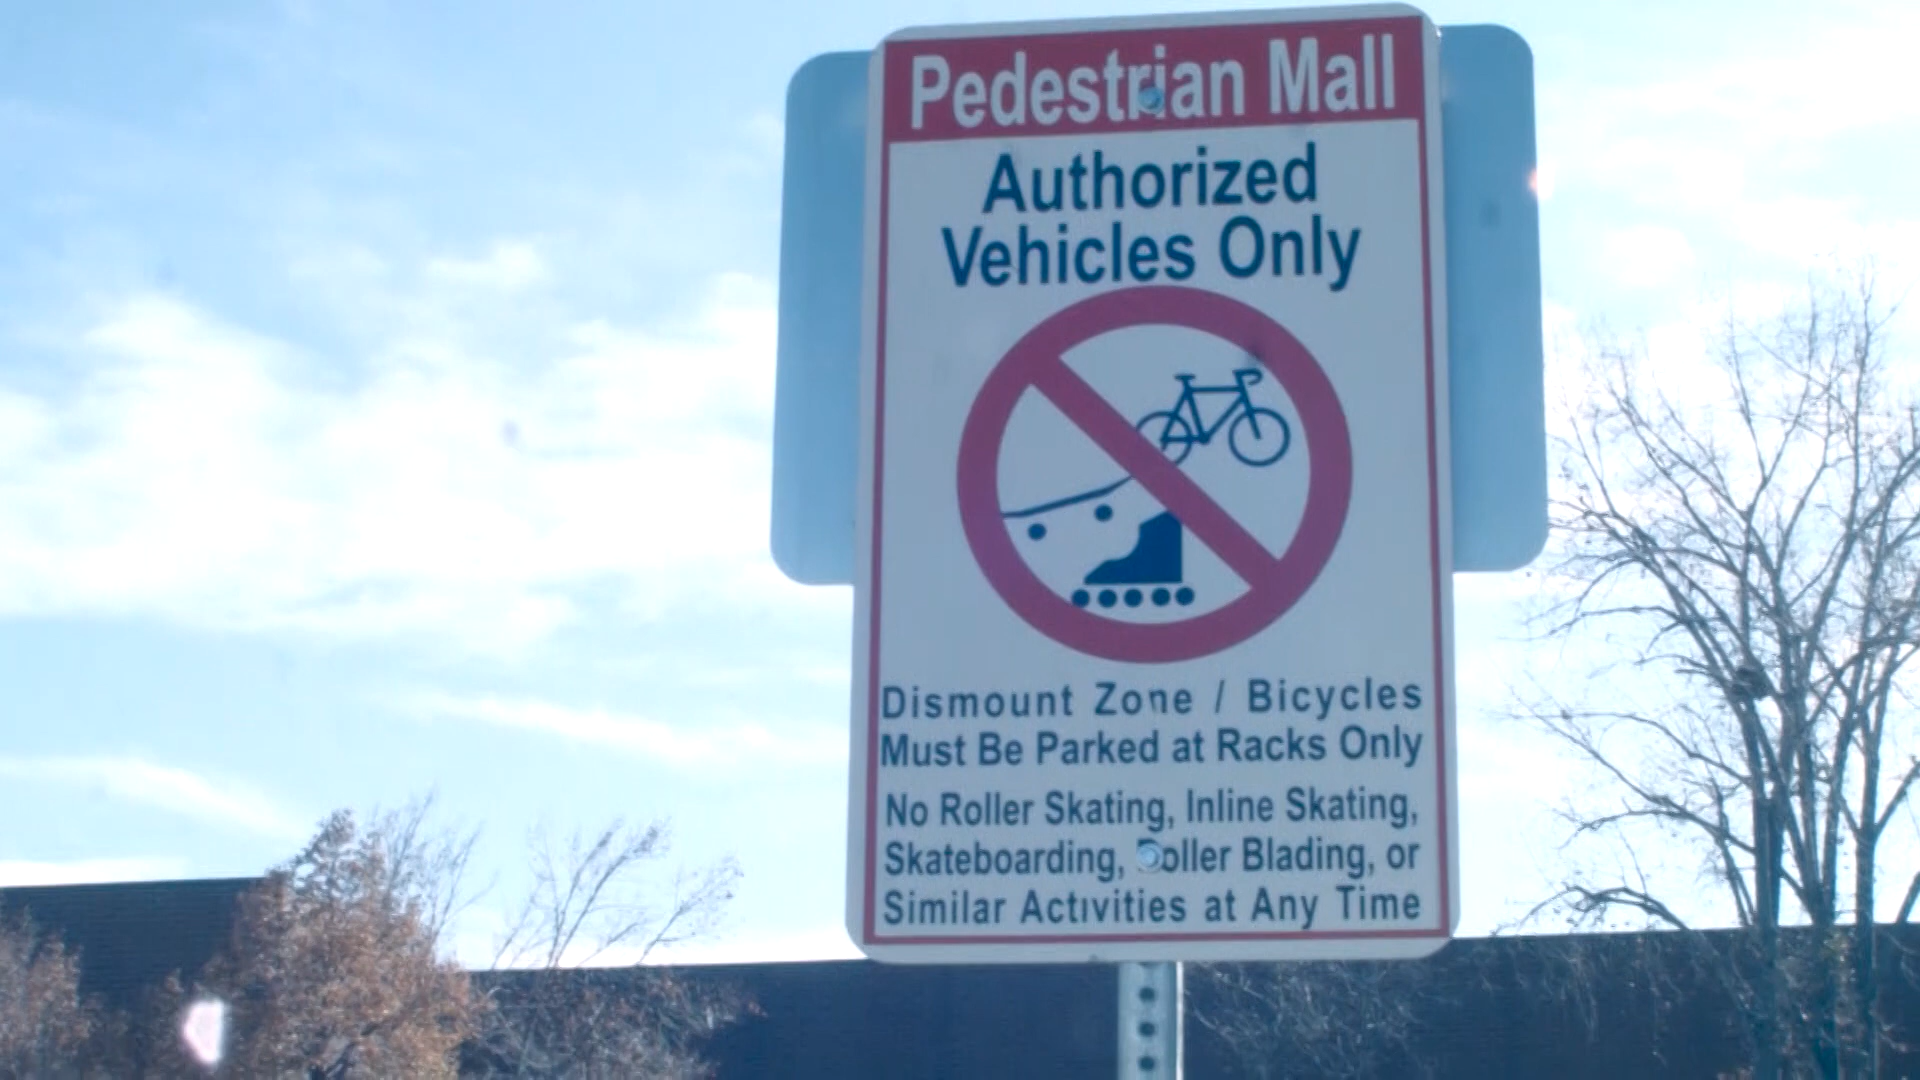 Pedestrian Mall
Authorized
Vehicles Only
Dismount Zone / Bicycles
Must Be Parked at Racks Only
No Roller Skating, Inline Skating,
Skateboarding, Roller Blading, or
Similar Activities at Any Time